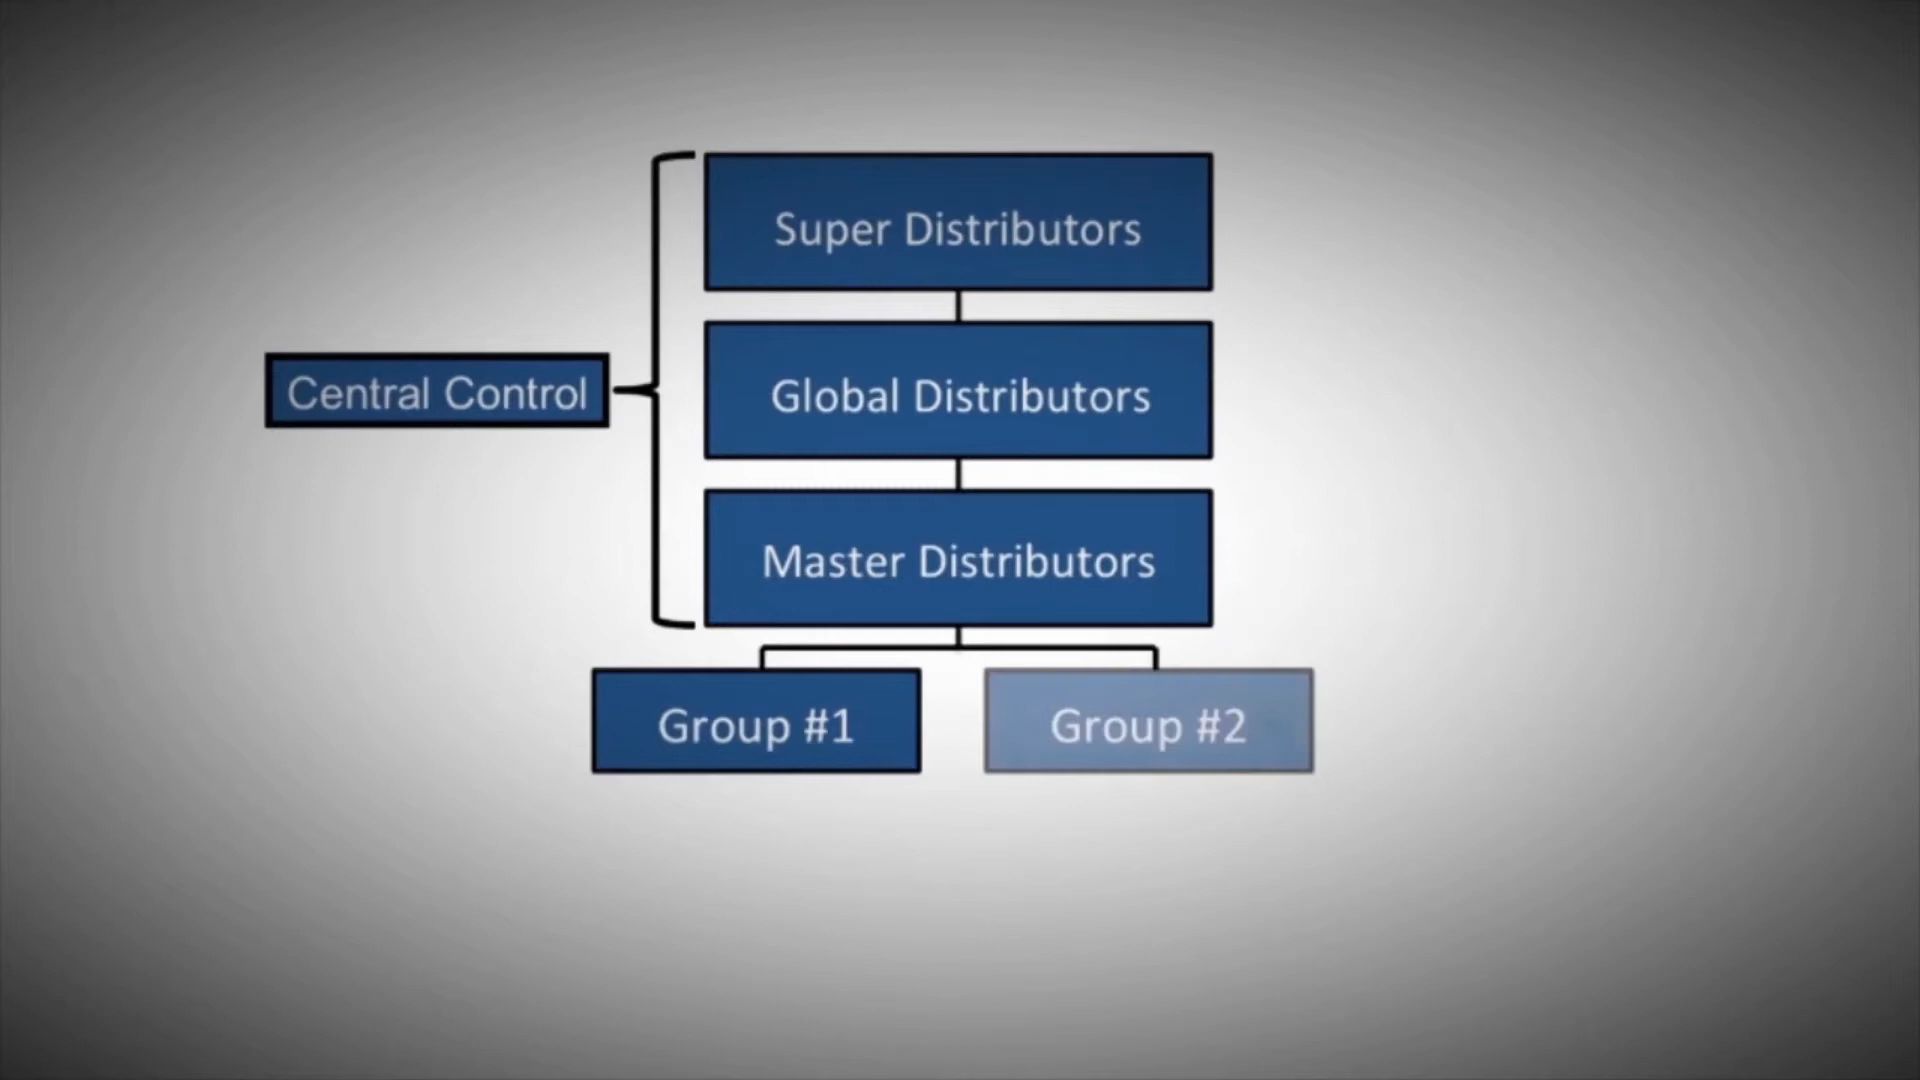 Super Distributors
Global Distributors
Central Control
Master Distributors
Group #1
Group #2